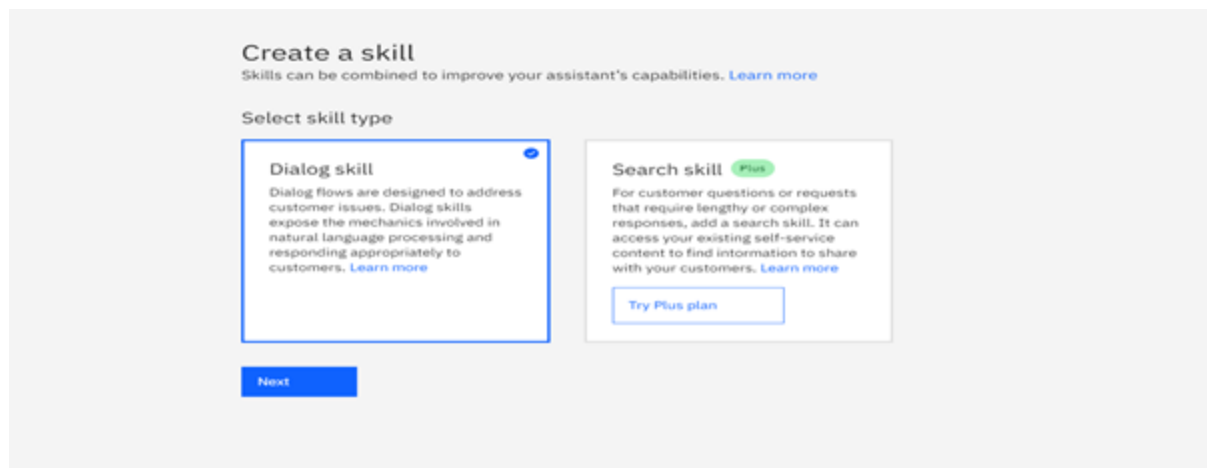 Create a skill
Skills can be combined to improve your assistant's capabilities. Learn more
Select skill type
Dialog skill
Dialog flows are designed to address
customer issues. Dialog skills
expose the mechanics involved in
natural language processing and
responding appropriately to
customers. Learn more
Search skill Plus
For customer questions or requests
that require lengthy or complex
responses, add a search skill. It can
access your existing self-service
content to find information to share
with your customers. Learn more
Try Plus plan
Next